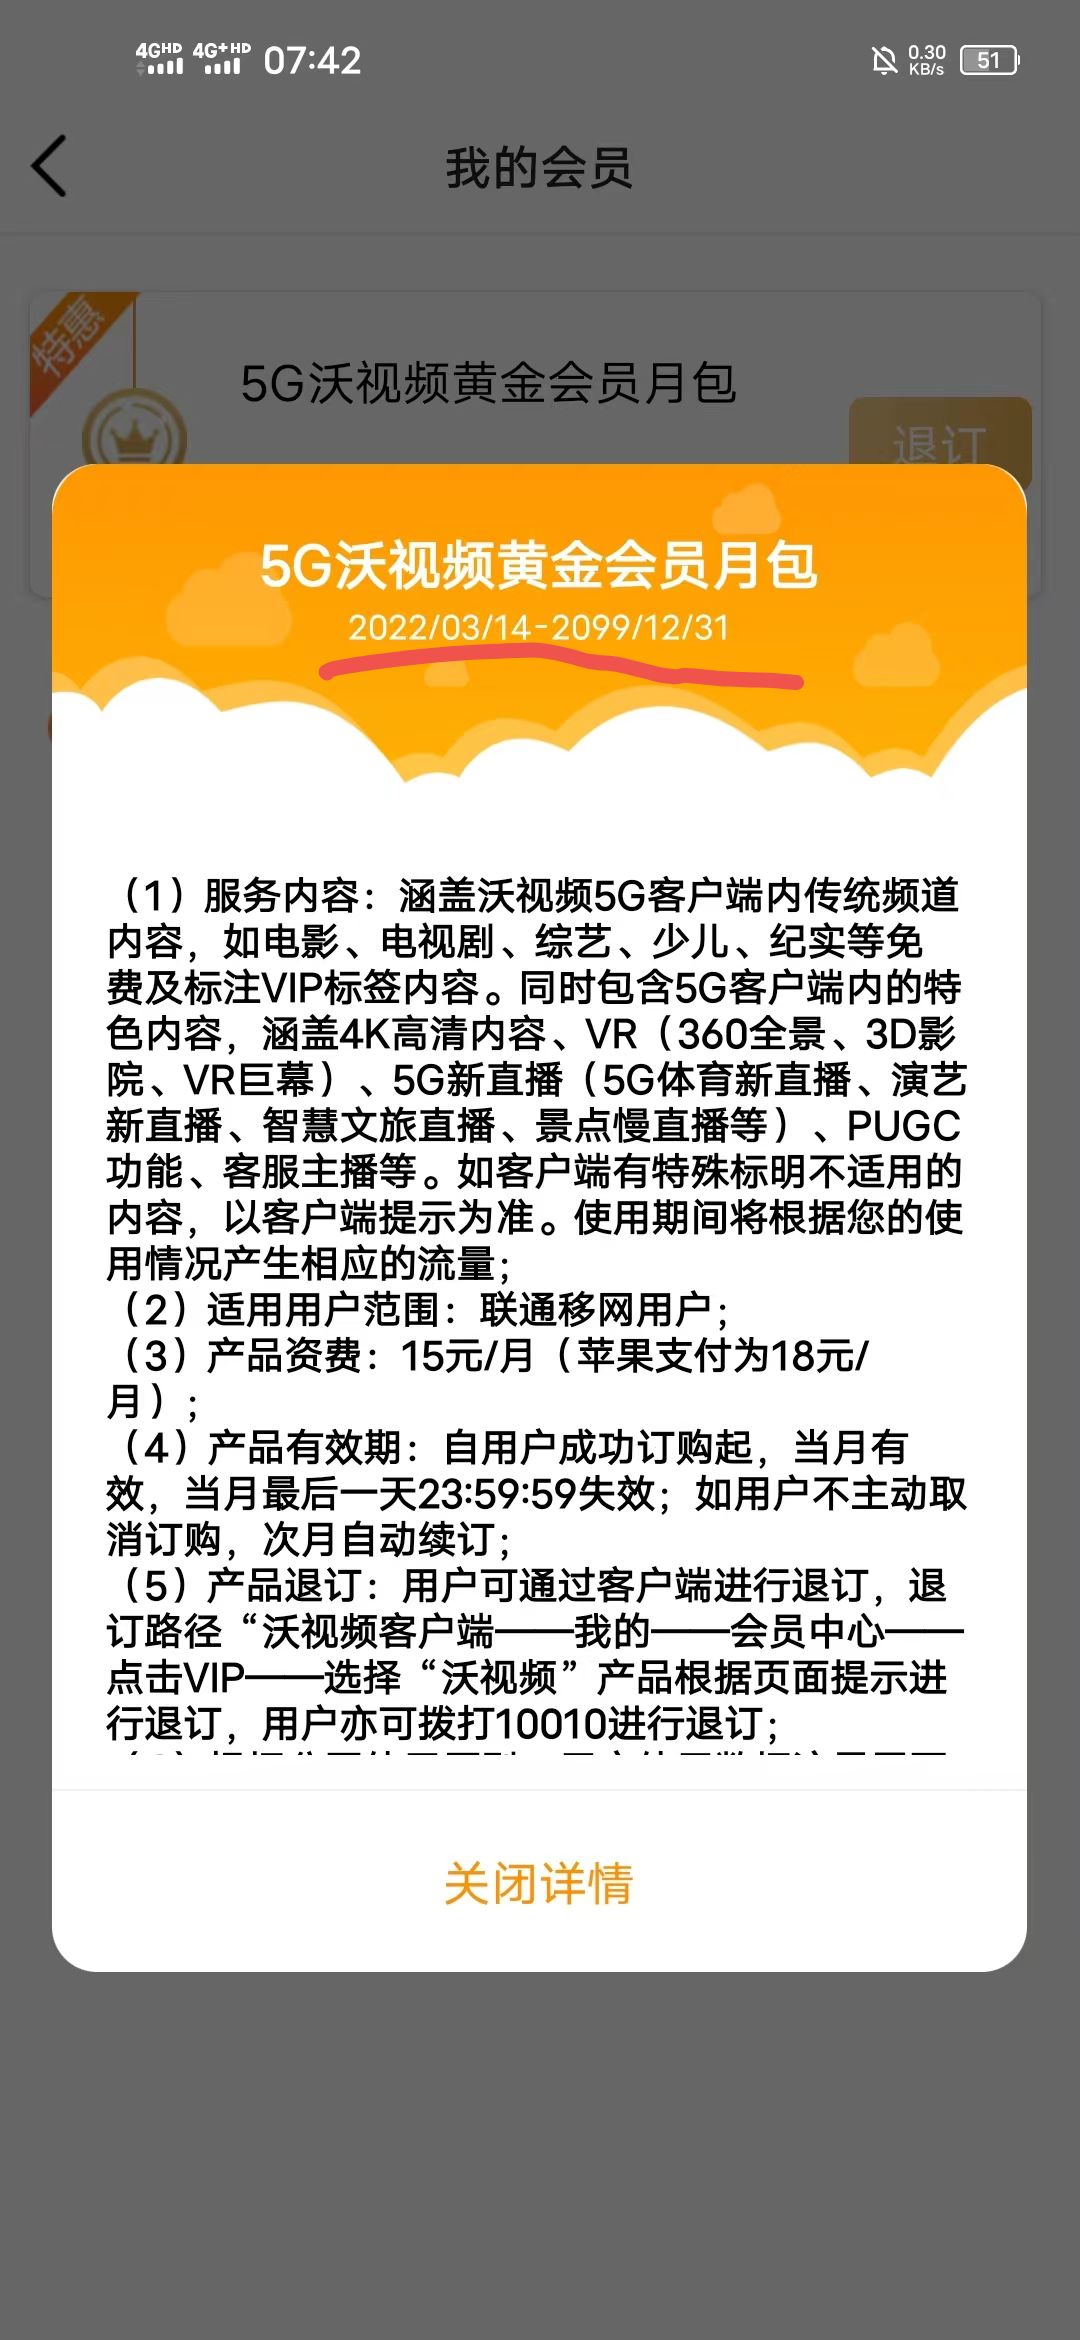 4GHD 4G+HD 07:42 0.30 KB/s 51
我的会员
特惠
5G沃视频黄金会员月包
退订
5G沃视频黄金会员月包
2022/03/14-2099/12/31
（1）服务内容：涵盖沃视频5G客户端内传统频道
内容，如电影、电视剧、综艺、少儿、纪实等免
费及标注VIP标签内容。同时包含5G客户端内的特
色内容，涵盖4K高清内容、VR（360全景、3D影
院、VR巨幕）、5G新直播（5G体育新直播、演艺
新直播、智慧文旅直播、景点慢直播等）、PUGC
功能、客服主播等。如客户端有特殊标明不适用的
内容，以客户端提示为准。使用期间将根据您的使
用情况产生相应的流量；
（2）适用用户范围：联通移网用户；
（3）产品资费：15元/月（苹果支付为18元/
月）；
（4）产品有效期：自用户成功订购起，当月有
效，当月最后一天23:59:59失效；如用户不主动取
消订购，次月自动续订；
（5）产品退订：用户可通过客户端进行退订，退
订路径“沃视频客户端——我的——会员中心——
点击VIP——选择“沃视频”产品根据页面提示进
行退订，用户亦可拨打10010进行退订；
关闭详情